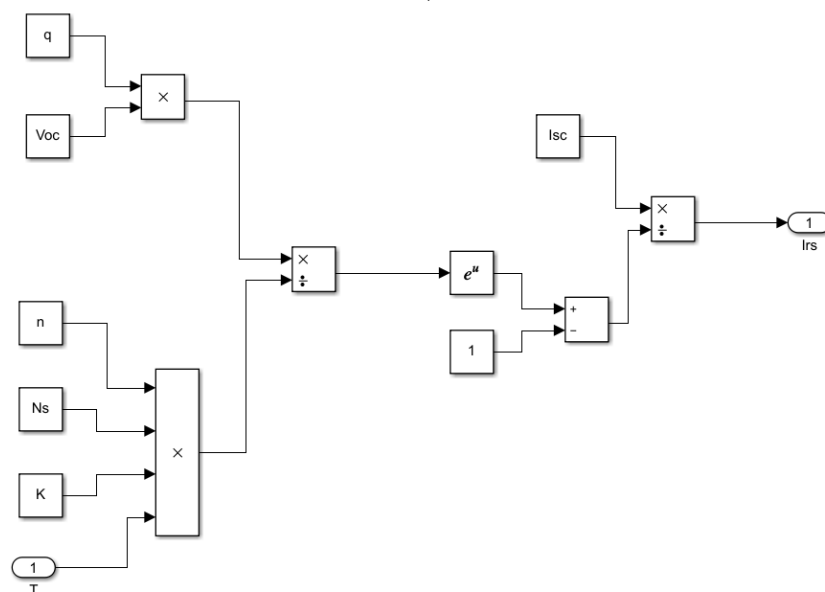 q
×
Voc
Isc
×
÷
1
Irs
×
÷
e^u
+
−
1
n
Ns
×
K
1
T